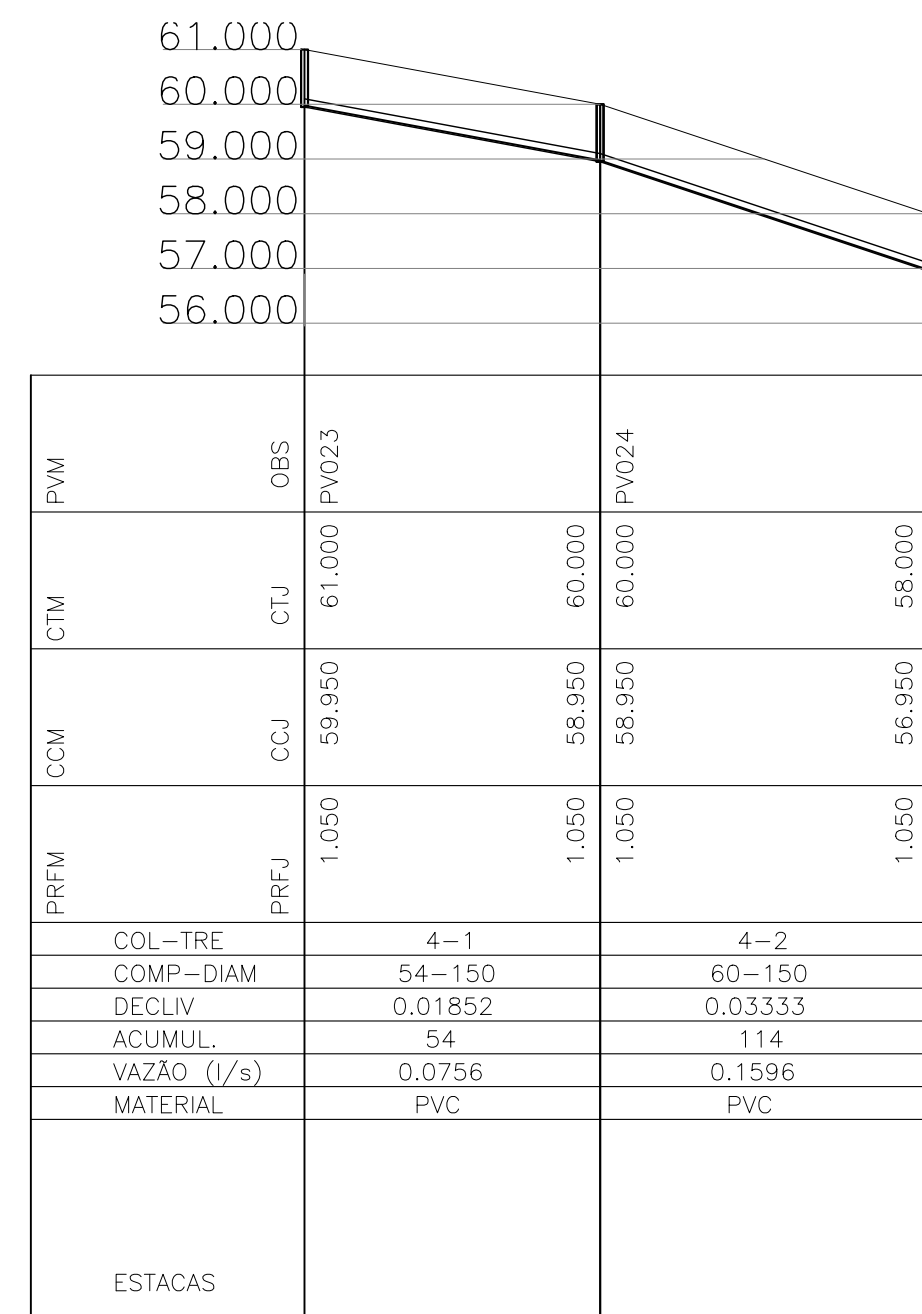 61.000
60.000
59.000
58.000
57.000
56.000
PVM OBS PV023 PV024
CTM CTJ 61.000 60.000 60.000 58.000
CCM CCJ 59.950 58.950 58.950 56.950
PRFM PRFJ 1.050 1.050 1.050 1.050
COL-TRE 4-1 4-2
COMP-DIAM 54-150 60-150
DECLIV 0.01852 0.03333
ACUMUL. 54 114
VAZÃO (l/s) 0.0756 0.1596
MATERIAL PVC PVC
ESTACAS